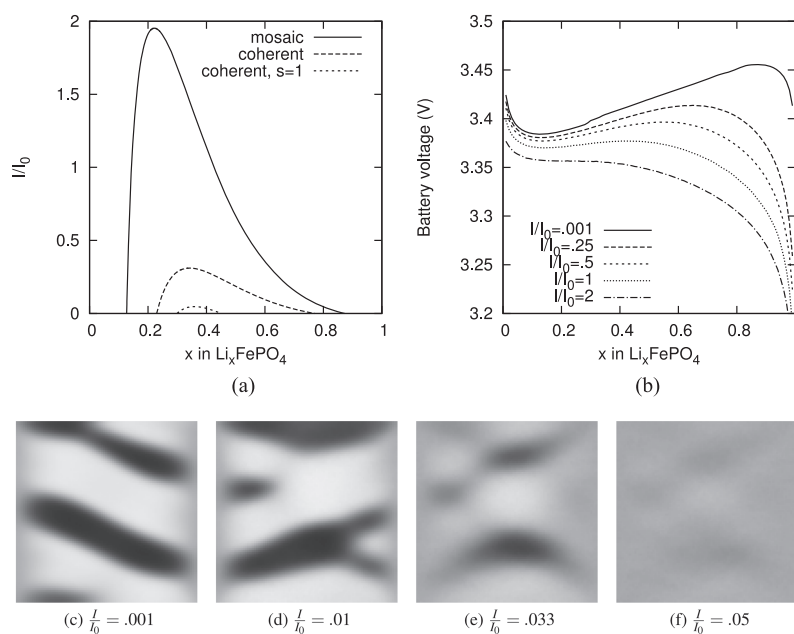 2
1.5
1
0.5
0
I/I0
mosaic
coherent
coherent, s=1
0 0.2 0.4 0.6 0.8 1
x in LixFePO4
(a)
3.5
3.45
3.4
3.35
3.3
3.25
3.2
Battery voltage (V)
I/I0=.001
I/I0=.25
I/I0=.5
I/I0=1
I/I0=2
0 0.2 0.4 0.6 0.8
x in LixFePO4
(b)
(c) I/I0 = .001
(d) I/I0 = .01
(e) I/I0 = .033
(f) I/I0 = .05